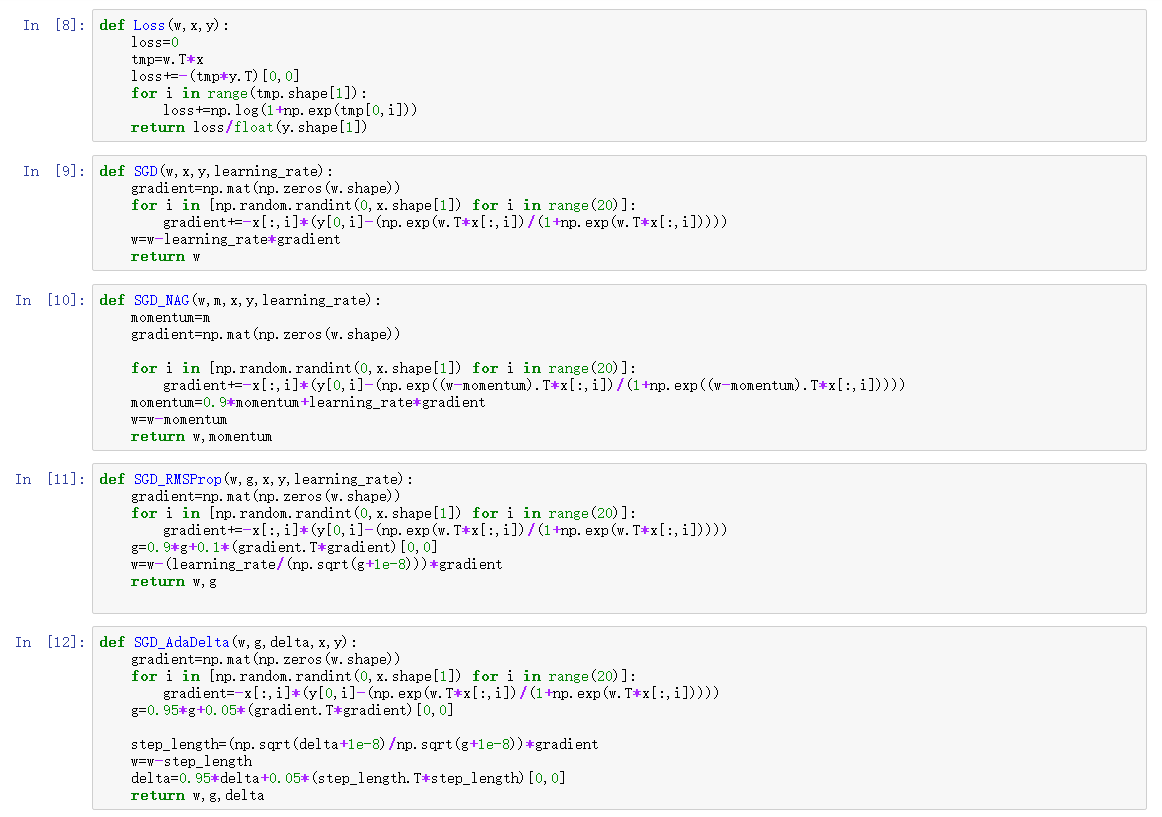 In [8]: def Loss(w,x,y):
    loss=0
    tmp=w.T*x
    loss+=-(tmp*y.T)[0,0]
    for i in range(tmp.shape[1]):
        loss+=np.log(1+np.exp(tmp[0,i]))
    return loss/float(y.shape[1])
In [9]: def SGD(w,x,y,learning_rate):
    gradient=np.mat(np.zeros(w.shape))
    for i in [np.random.randint(0,x.shape[1]) for i in range(20)]:
        gradient+=-x[:,i]*(y[0,i]-(np.exp(w.T*x[:,i])/(1+np.exp(w.T*x[:,i]))))
    w=w-learning_rate*gradient
    return w
In [10]: def SGD_NAG(w,m,x,y,learning_rate):
    momentum=m
    gradient=np.mat(np.zeros(w.shape))
    for i in [np.random.randint(0,x.shape[1]) for i in range(20)]:
        gradient+=-x[:,i]*(y[0,i]-(np.exp((w-momentum).T*x[:,i])/(1+np.exp((w-momentum).T*x[:,i]))))
    momentum=0.9*momentum+learning_rate*gradient
    w=w-momentum
    return w,momentum
In [11]: def SGD_RMSProp(w,g,x,y,learning_rate):
    gradient=np.mat(np.zeros(w.shape))
    for i in [np.random.randint(0,x.shape[1]) for i in range(20)]:
        gradient+=-x[:,i]*(y[0,i]-(np.exp(w.T*x[:,i])/(1+np.exp(w.T*x[:,i]))))
    g=0.9*g+0.1*(gradient.T*gradient)[0,0]
    w=w-(learning_rate/(np.sqrt(g+1e-8)))*gradient
    return w,g
In [12]: def SGD_AdaDelta(w,g,delta,x,y):
    gradient=np.mat(np.zeros(w.shape))
    for i in [np.random.randint(0,x.shape[1]) for i in range(20)]:
        gradient=-x[:,i]*(y[0,i]-(np.exp(w.T*x[:,i])/(1+np.exp(w.T*x[:,i]))))
    g=0.95*g+0.05*(gradient.T*gradient)[0,0]
    step_length=(np.sqrt(delta+1e-8)/np.sqrt(g+1e-8))*gradient
    w=w-step_length
    delta=0.95*delta+0.05*(step_length.T*step_length)[0,0]
    return w,g,delta